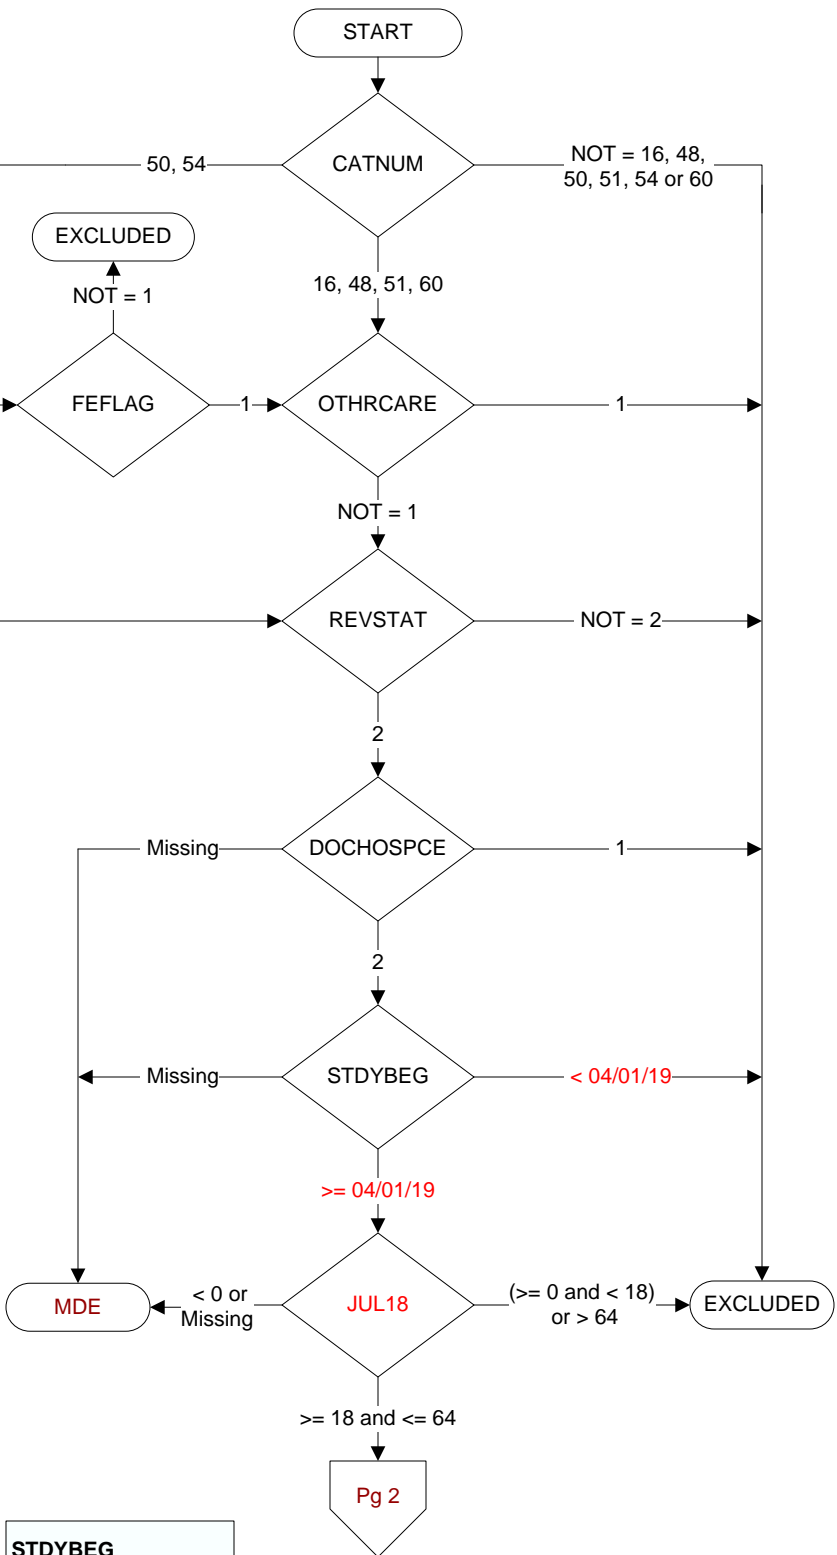 START
CATNUM
50, 54
NOT = 16, 48,
50, 51, 54 or 60
EXCLUDED
NOT = 1
16, 48, 51, 60
FEFLAG
1
OTHRCARE
1
NOT = 1
REVSTAT
NOT = 2
2
Missing
DOCHOSPCE
1
2
Missing
STDYBEG
< 04/01/19
>= 04/01/19
MDE
< 0 or
Missing
JUL18
(>= 0 and < 18)
or > 64
EXCLUDED
>= 18 and <= 64
Pg 2
STDYBEG